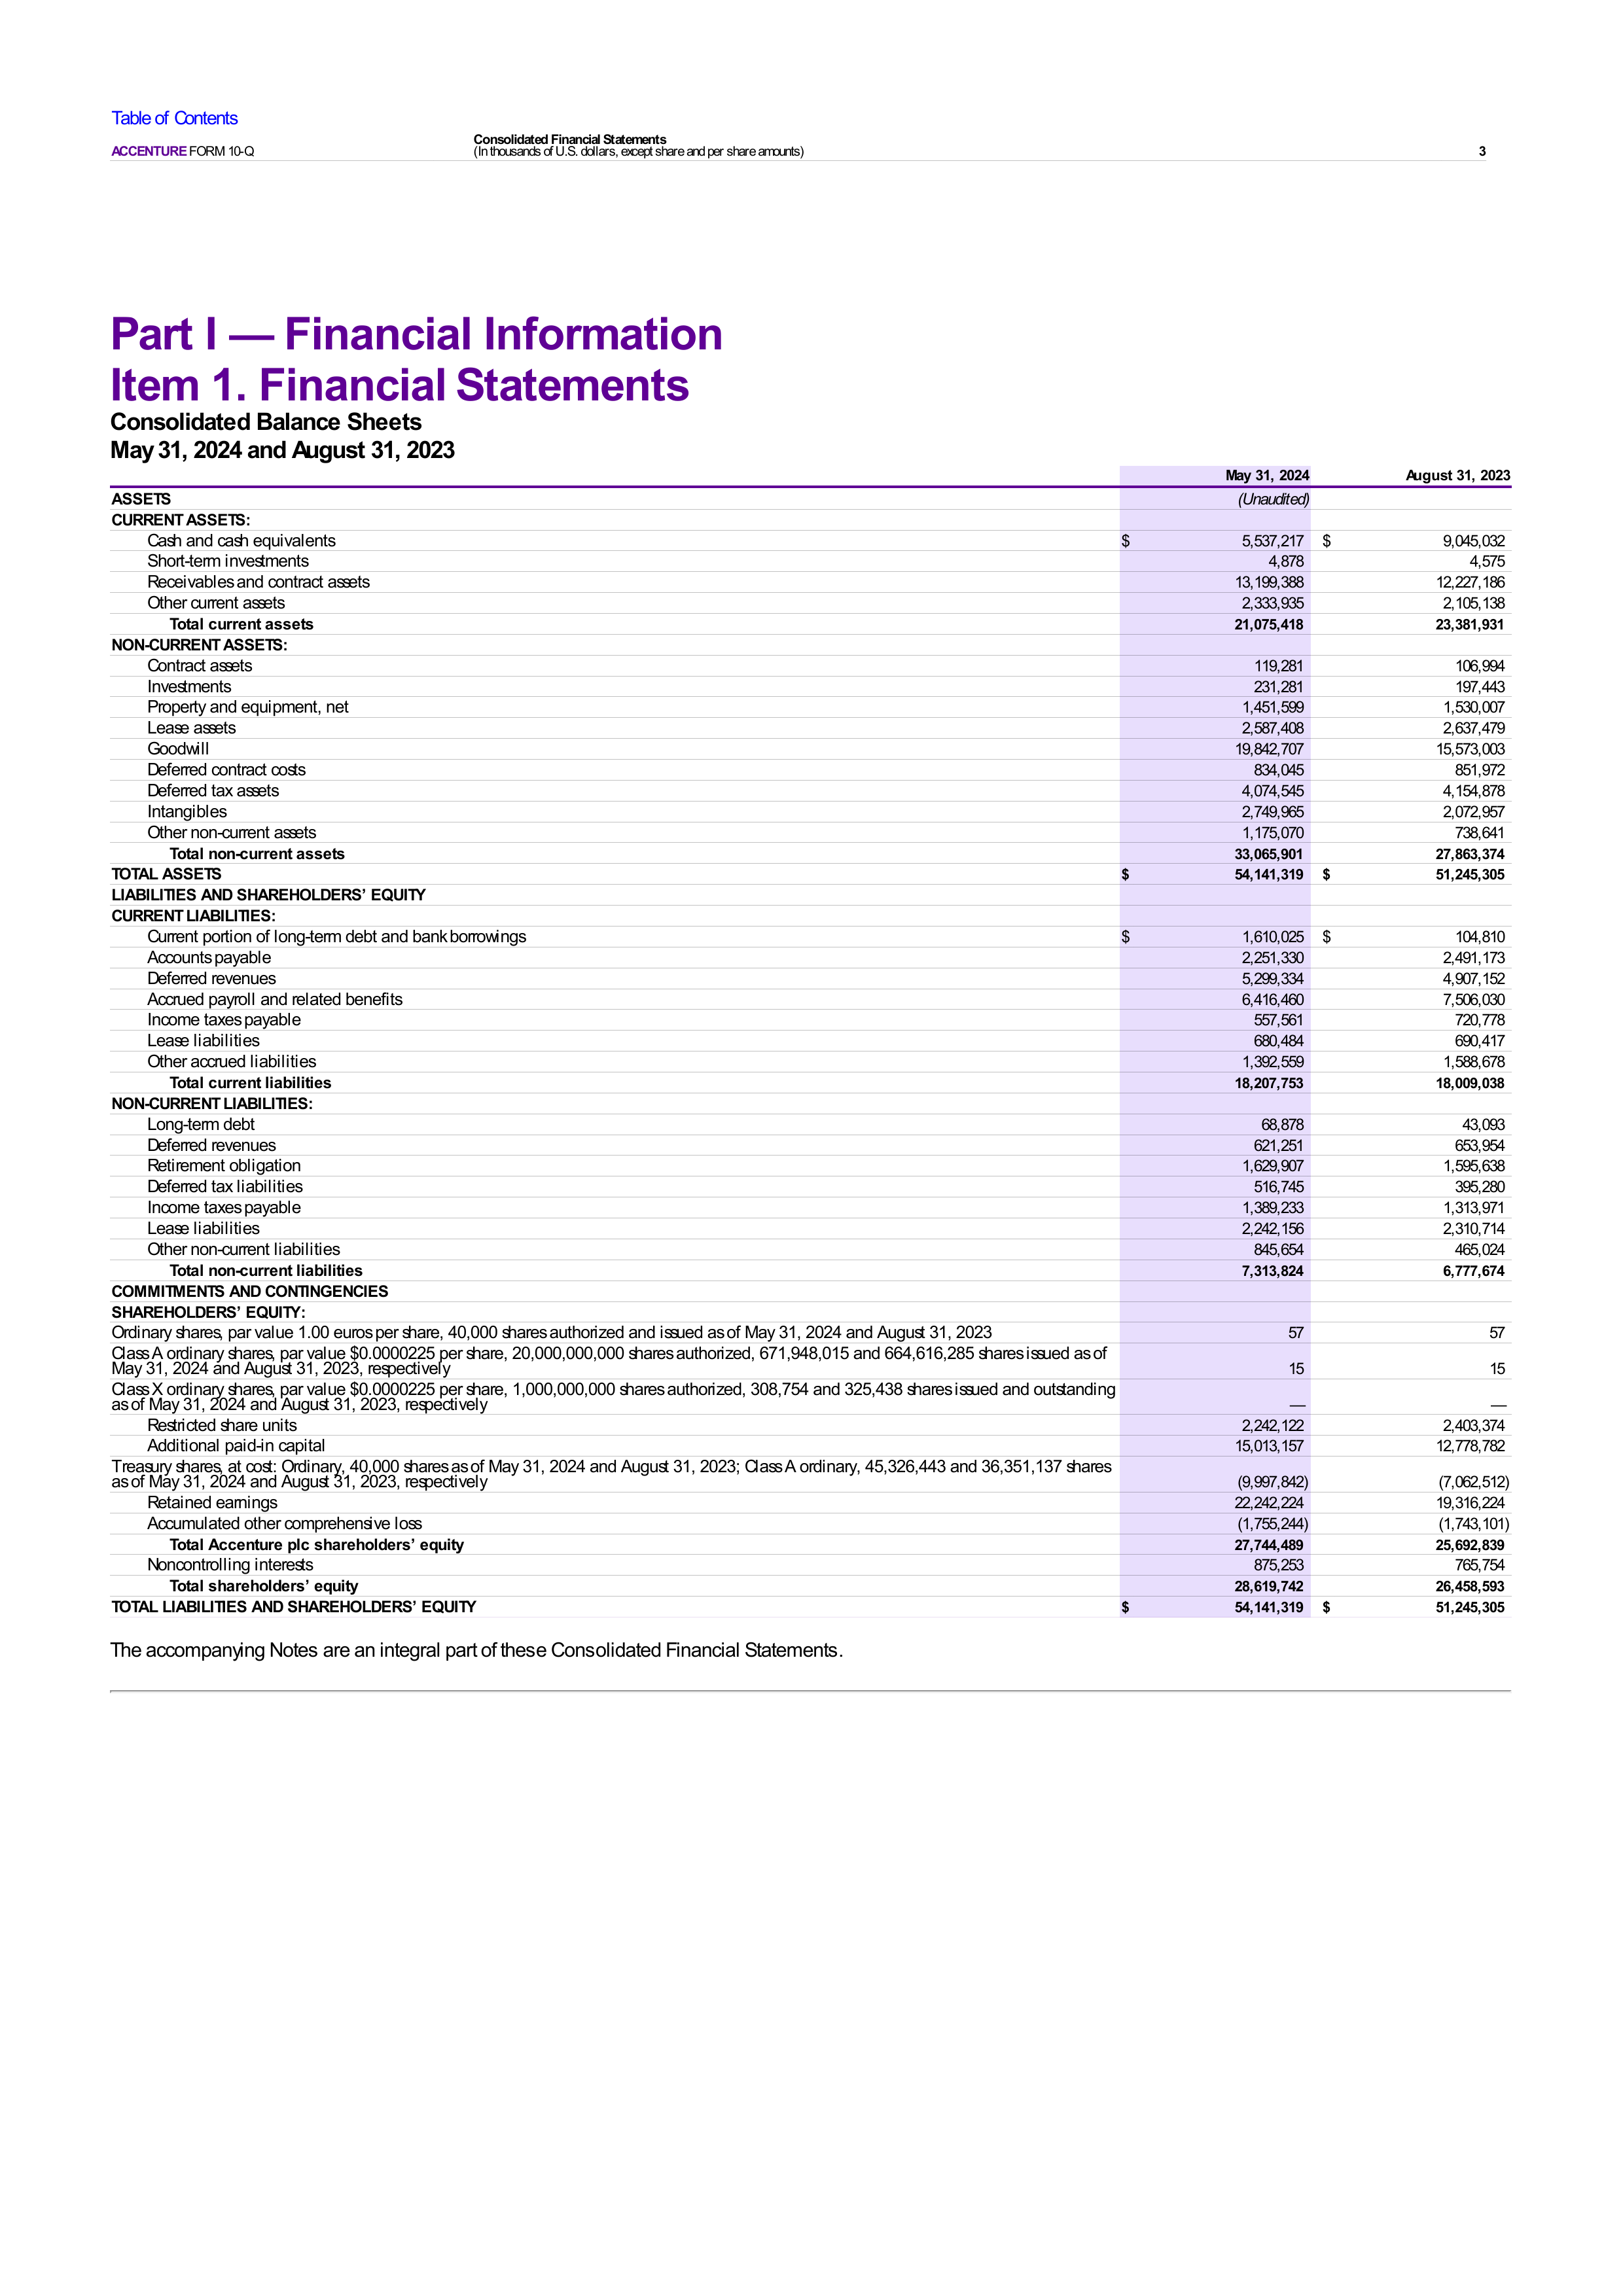 Table of Contents
Consolidated Financial Statements
ACCENTURE FORM 10-Q (In thousands of U.S. dollars, except share and per share amounts) 3
Part I — Financial Information
Item 1. Financial Statements
Consolidated Balance Sheets
May 31, 2024 and August 31, 2023
May 31, 2024 August 31, 2023
ASSETS (Unaudited)
CURRENT ASSETS:
Cash and cash equivalents $ 5,537,217 $ 9,045,032
Short-term investments 4,878 4,575
Receivables and contract assets 13,199,388 12,227,186
Other current assets 2,333,935 2,105,138
Total current assets 21,075,418 23,381,931
NON-CURRENT ASSETS:
Contract assets 119,281 106,994
Investments 231,281 197,443
Property and equipment, net 1,451,599 1,530,007
Lease assets 2,587,408 2,637,479
Goodwill 19,842,707 15,573,003
Deferred contract costs 834,045 851,972
Deferred tax assets 4,074,545 4,154,878
Intangibles 2,749,965 2,072,957
Other non-current assets 1,175,070 738,641
Total non-current assets 33,065,901 27,863,374
TOTAL ASSETS $ 54,141,319 $ 51,245,305
LIABILITIES AND SHAREHOLDERS’ EQUITY
CURRENT LIABILITIES:
Current portion of long-term debt and bank borrowings $ 1,610,025 $ 104,810
Accounts payable 2,251,330 2,491,173
Deferred revenues 5,299,334 4,907,152
Accrued payroll and related benefits 6,416,460 7,506,030
Income taxes payable 557,561 720,778
Lease liabilities 680,484 690,417
Other accrued liabilities 1,392,559 1,588,678
Total current liabilities 18,207,753 18,009,038
NON-CURRENT LIABILITIES:
Long-term debt 68,878 43,093
Deferred revenues 621,251 653,954
Retirement obligation 1,629,907 1,595,638
Deferred tax liabilities 516,745 395,280
Income taxes payable 1,389,233 1,313,971
Lease liabilities 2,242,156 2,310,714
Other non-current liabilities 845,654 465,024
Total non-current liabilities 7,313,824 6,777,674
COMMITMENTS AND CONTINGENCIES
SHAREHOLDERS’ EQUITY:
Ordinary shares, par value 1.00 euros per share, 40,000 shares authorized and issued as of May 31, 2024 and August 31, 2023 57 57
Class A ordinary shares, par value $0.0000225 per share, 20,000,000,000 shares authorized, 671,948,015 and 664,616,285 shares issued as of
May 31, 2024 and August 31, 2023, respectively 15 15
Class X ordinary shares, par value $0.0000225 per share, 1,000,000,000 shares authorized, 308,754 and 325,438 shares issued and outstanding
as of May 31, 2024 and August 31, 2023, respectively — —
Restricted share units 2,242,122 2,403,374
Additional paid-in capital 15,013,157 12,778,782
Treasury shares, at cost: Ordinary, 40,000 shares as of May 31, 2024 and August 31, 2023; Class A ordinary, 45,326,443 and 36,351,137 shares
as of May 31, 2024 and August 31, 2023, respectively (9,997,842) (7,062,512)
Retained earnings 22,242,224 19,316,224
Accumulated other comprehensive loss (1,755,244) (1,743,101)
Total Accenture plc shareholders’ equity 27,744,489 25,692,839
Noncontrolling interests 875,253 765,754
Total shareholders’ equity 28,619,742 26,458,593
TOTAL LIABILITIES AND SHAREHOLDERS’ EQUITY $ 54,141,319 $ 51,245,305
The accompanying Notes are an integral part of these Consolidated Financial Statements.